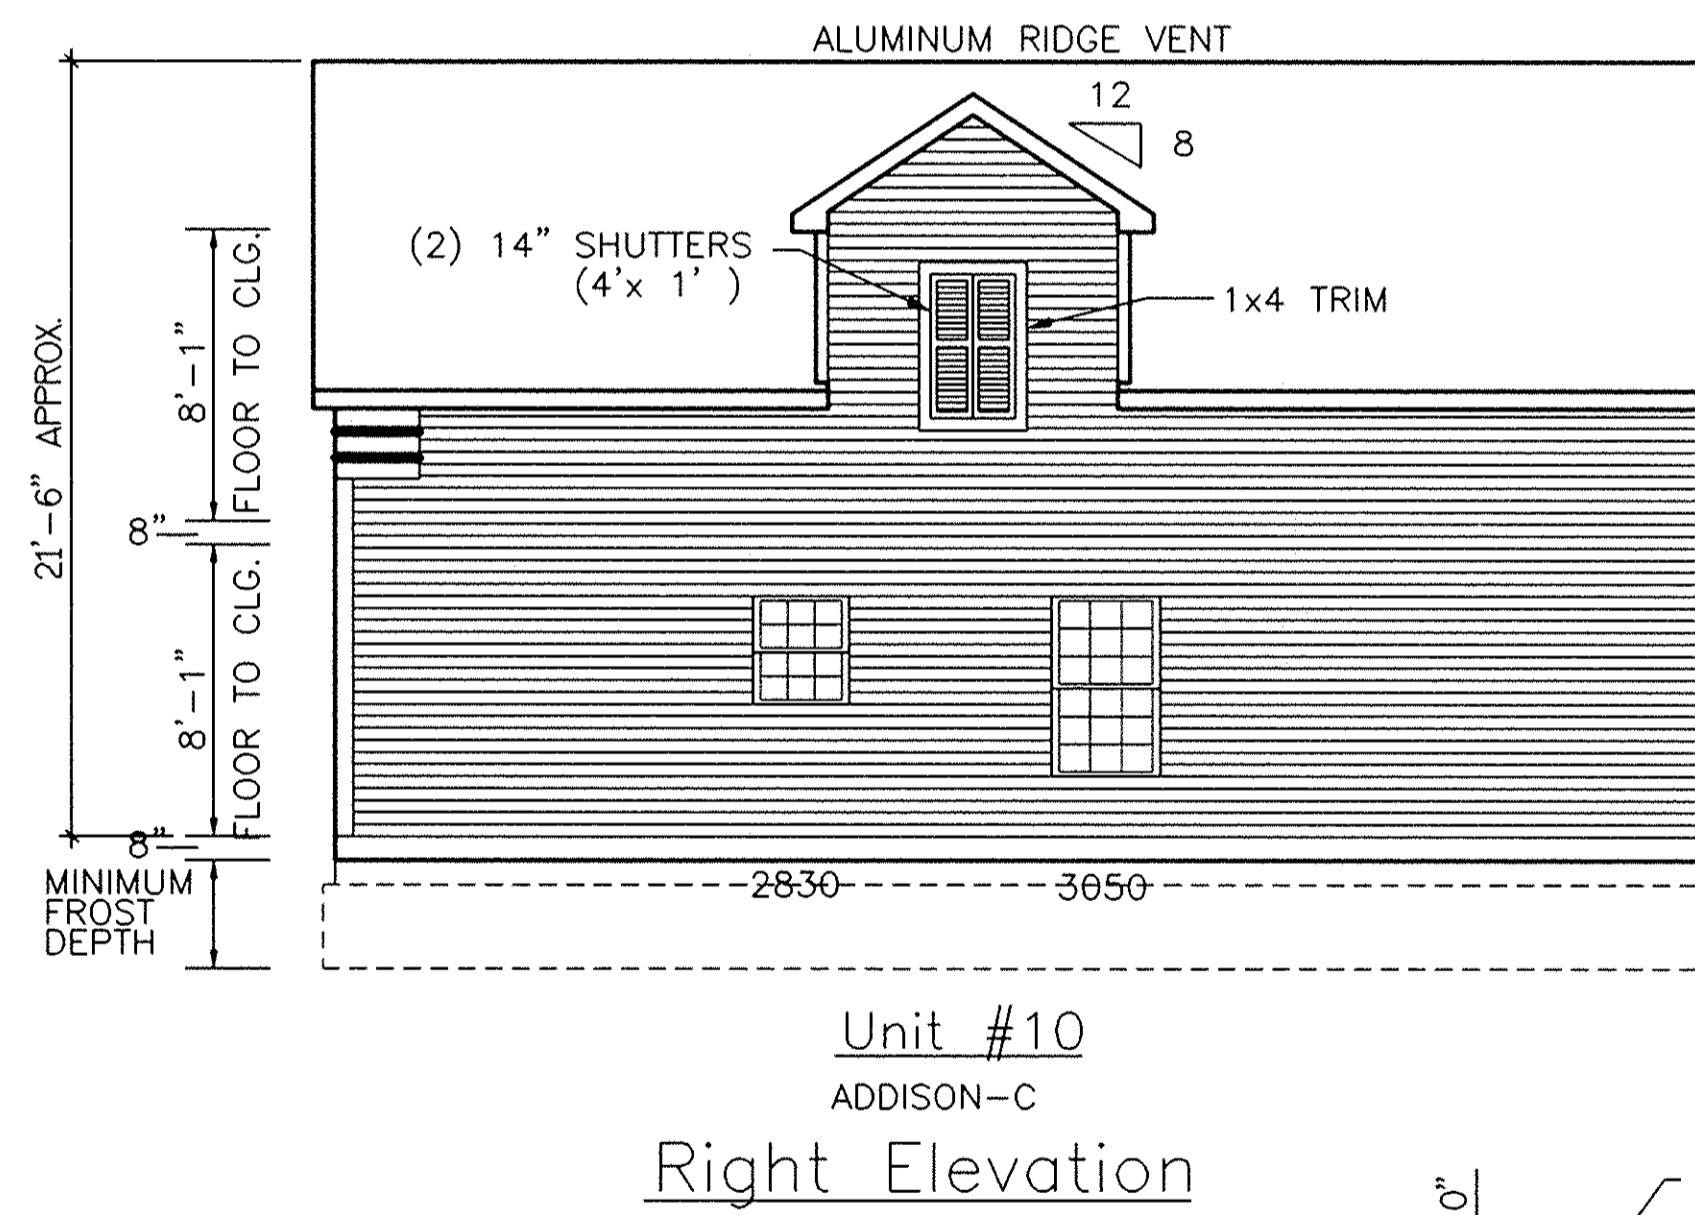 ALUMINUM RIDGE VENT
12
8
(2) 14" SHUTTERS
(4'x 1' )
1x4 TRIM
21'-6" APPROX.
8'-1"
FLOOR TO CLG.
8"
8'-1"
FLOOR TO CLG.
8"
MINIMUM
FROST
DEPTH
2830
3050
Unit #10
ADDISON-C
Right Elevation
0"